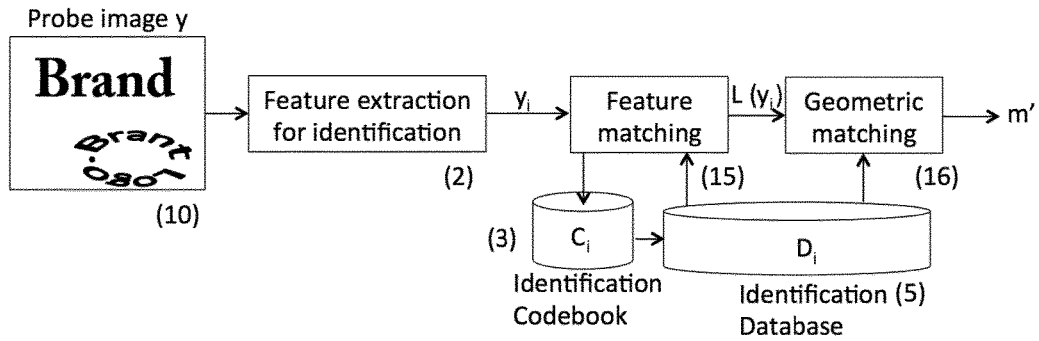 Probe image y
Brand
.Brant
Logo
(10)
Feature extraction
for identification
(2)
yi
Feature
matching
(15)
L (yi)
Geometric
matching
(16)
m'
(3)
Ci
Identification
Codebook
Di
Identification (5)
Database